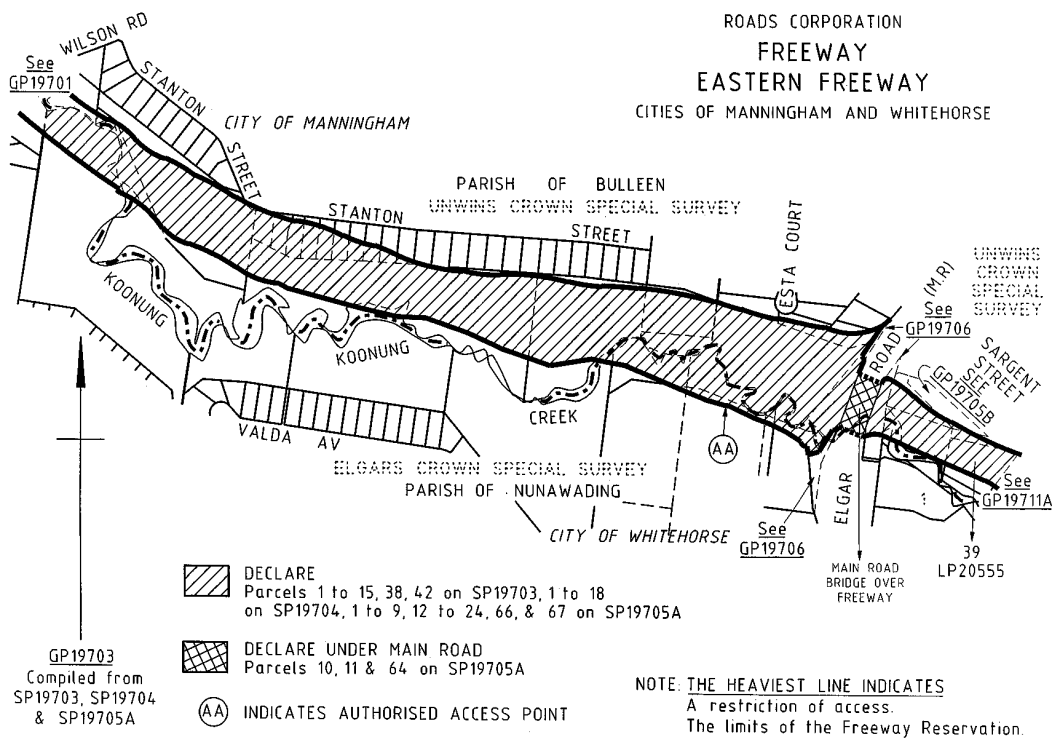 ROADS CORPORATION
FREEWAY
EASTERN FREEWAY
CITIES OF MANNINGHAM AND WHITEHORSE
WILSON RD
See
GP19701
STANTON
STREET
CITY OF MANNINGHAM
PARISH OF BULLEEN
UNWINS CROWN SPECIAL SURVEY
STANTON
STREET
ESTA COURT
(M.R)
UNWINS
CROWN
SPECIAL
SURVEY
See
GP19706
ROAD
SARGENT
STREET
SEE
GP19705B
KOONUNG
KOONUNG
CREEK
VALDA AV
AA
ELGARS CROWN SPECIAL SURVEY
PARISH OF NUNAWADING
CITY OF WHITEHORSE
See
GP19706
ELGAR
See
GP19711A
39
LP20555
MAIN ROAD
BRIDGE OVER
FREEWAY
DECLARE
Parcels 1 to 15, 38, 42 on SP19703, 1 to 18
on SP19704, 1 to 9, 12 to 24, 66, & 67 on SP19705A
DECLARE UNDER MAIN ROAD
Parcels 10, 11 & 64 on SP19705A
AA INDICATES AUTHORISED ACCESS POINT
GP19703
Compiled from
SP19703, SP19704
& SP19705A
NOTE: THE HEAVIEST LINE INDICATES
A restriction of access.
The limits of the Freeway Reservation.